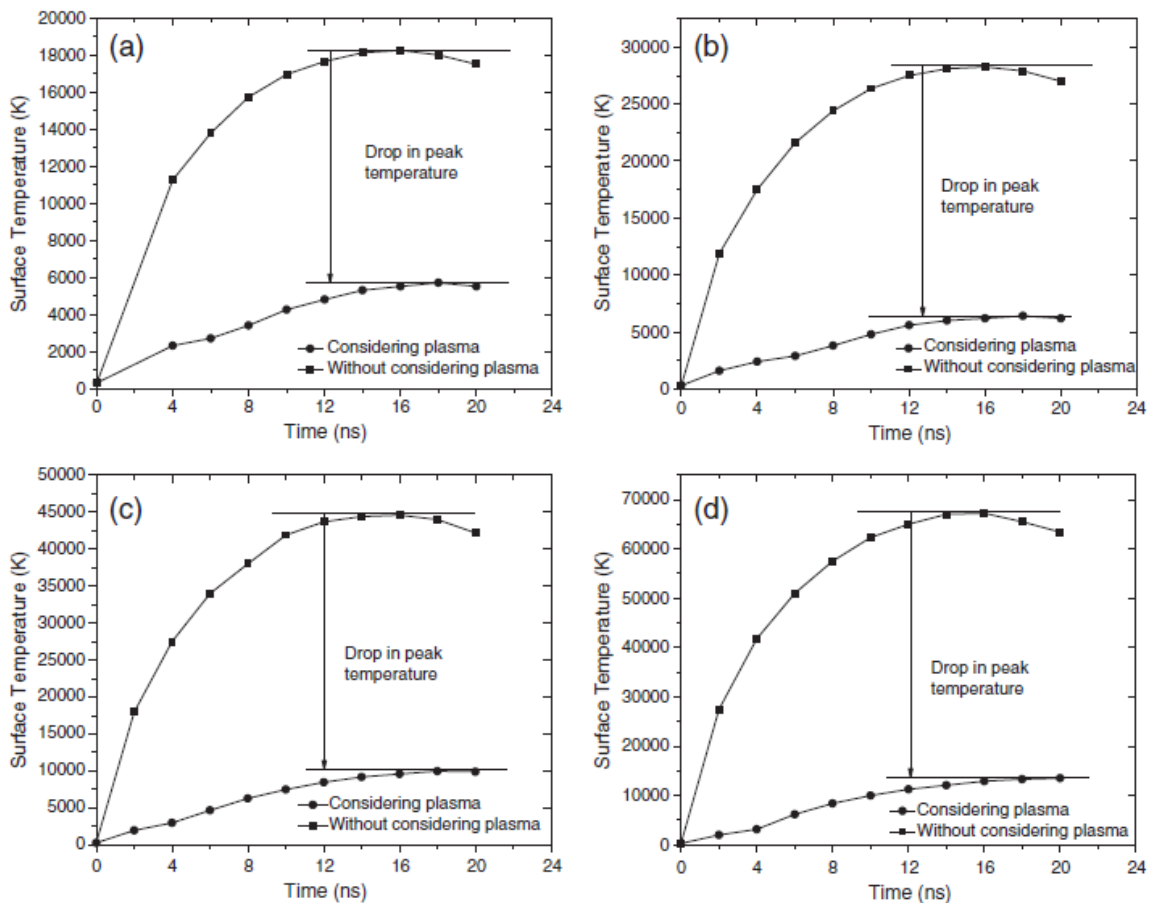 (a)
Surface Temperature (K)
20000
18000
16000
14000
12000
10000
8000
6000
4000
2000
0
Drop in peak
temperature
Considering plasma
Without considering plasma
0 4 8 12 16 20 24
Time (ns)
(b)
Surface Temperature (K)
30000
25000
20000
15000
10000
5000
0
Drop in peak
temperature
Considering plasma
Without considering plasma
0 4 8 12 16 20 24
Time (ns)
(c)
Surface Temperature (K)
50000
45000
40000
35000
30000
25000
20000
15000
10000
5000
0
Drop in peak
temperature
Considering plasma
Without considering plasma
0 4 8 12 16 20 24
Time (ns)
(d)
Surface Temperature (K)
70000
60000
50000
40000
30000
20000
10000
0
Drop in peak
temperature
Considering plasma
Without considering plasma
0 4 8 12 16 20 24
Time (ns)